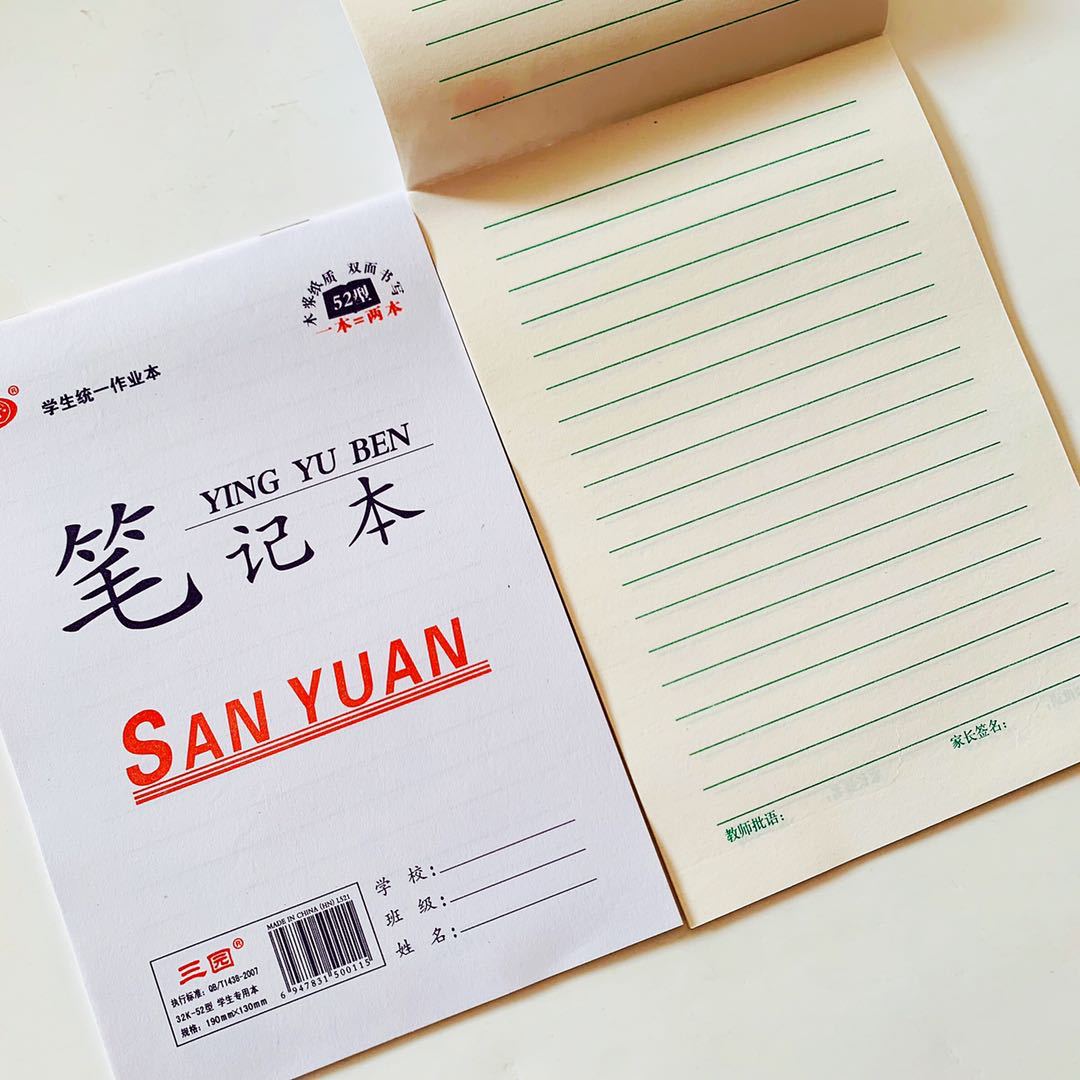 木浆纸质 双面书写
52型
一本=两本
学生统一作业本
YING YU BEN
笔记本
SAN YUAN
学 校:
班 级:
姓 名:
MADE IN CHINA (HN) L521
三园®
执行标准: QB/T1438-2007
32K-52型 学生专用本
规格: 190mm×130mm
6 947831 500115
家长签名:
教师批语: